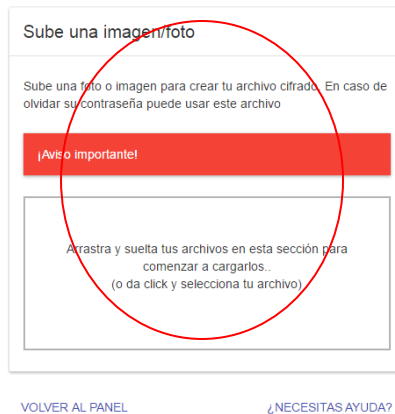 Sube una imagen/foto
Sube una foto o imagen para crear tu archivo cifrado. En caso de
olvidar su contraseña puede usar este archivo
¡Aviso importante!
Arrastra y suelta tus archivos en esta sección para
comenzar a cargarlos..
(o da click y selecciona tu archivo)
VOLVER AL PANEL
¿NECESITAS AYUDA?